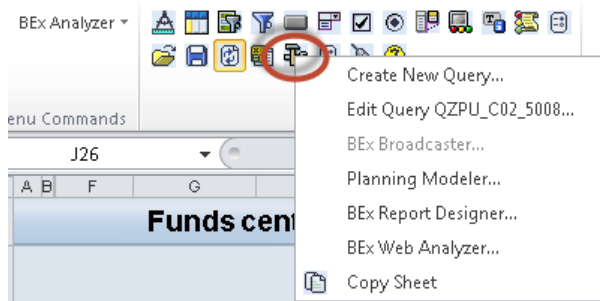 BEx Analyzer
Create New Query...
enu Commands
Edit Query QZPU_C02_5008...
BEx Broadcaster...
J26
Planning Modeler...
A B F G
BEx Report Designer...
Funds cen
BEx Web Analyzer...
Copy Sheet